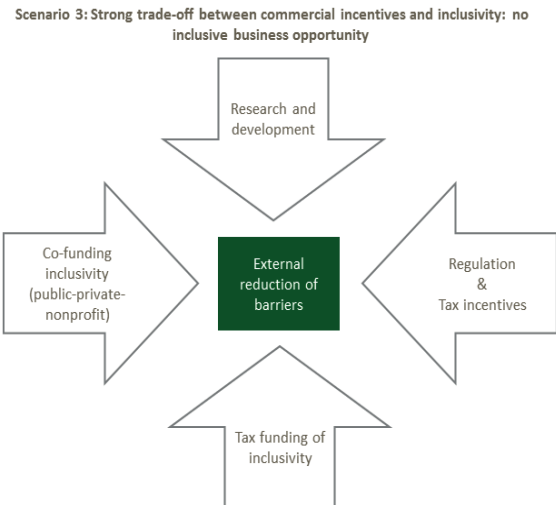 Scenario 3: Strong trade-off between commercial incentives and inclusivity: no
inclusive business opportunity
Research and
development
Co-funding
inclusivity
(public-private-
nonprofit)
External
reduction of
barriers
Regulation
&
Tax incentives
Tax funding of
inclusivity